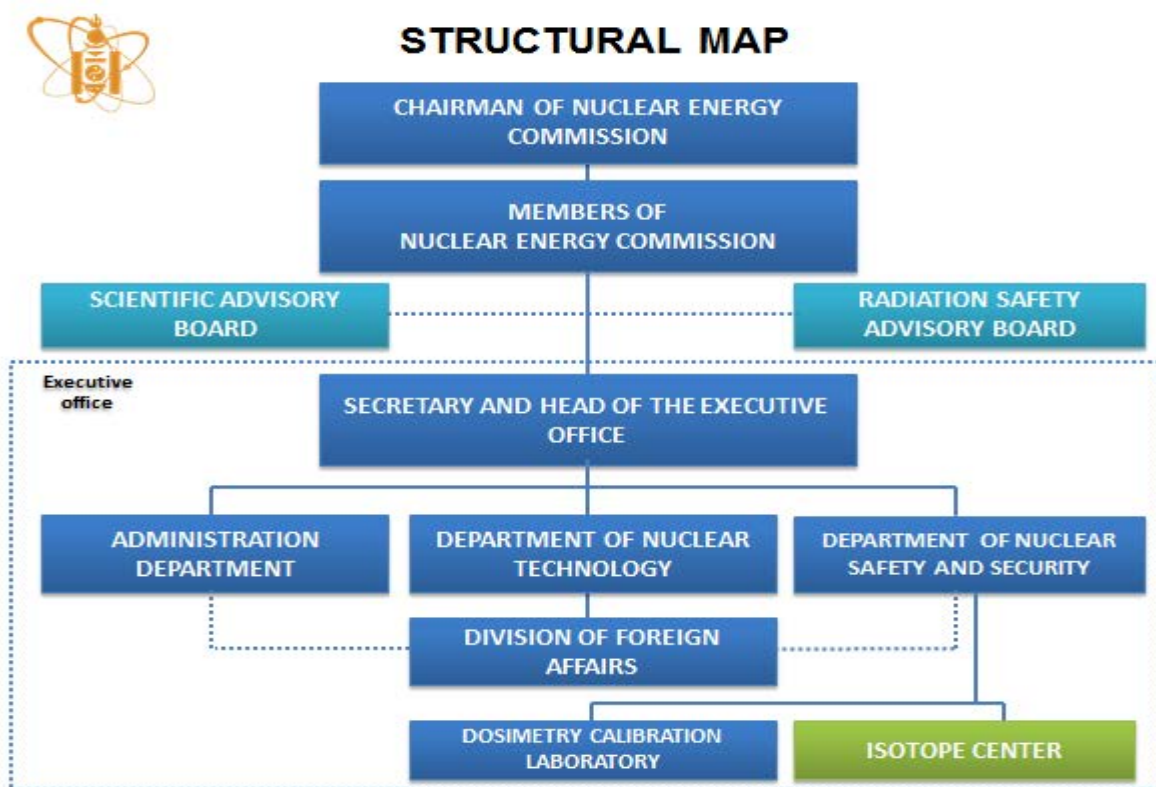 STRUCTURAL MAP
CHAIRMAN OF NUCLEAR ENERGY
COMMISSION
MEMBERS OF
NUCLEAR ENERGY COMMISSION
SCIENTIFIC ADVISORY
BOARD
RADIATION SAFETY
ADVISORY BOARD
Executive
office
SECRETARY AND HEAD OF THE EXECUTIVE
OFFICE
ADMINISTRATION
DEPARTMENT
DEPARTMENT OF NUCLEAR
TECHNOLOGY
DEPARTMENT OF NUCLEAR
SAFETY AND SECURITY
DIVISION OF FOREIGN
AFFAIRS
DOSIMETRY CALIBRATION
LABORATORY
ISOTOPE CENTER